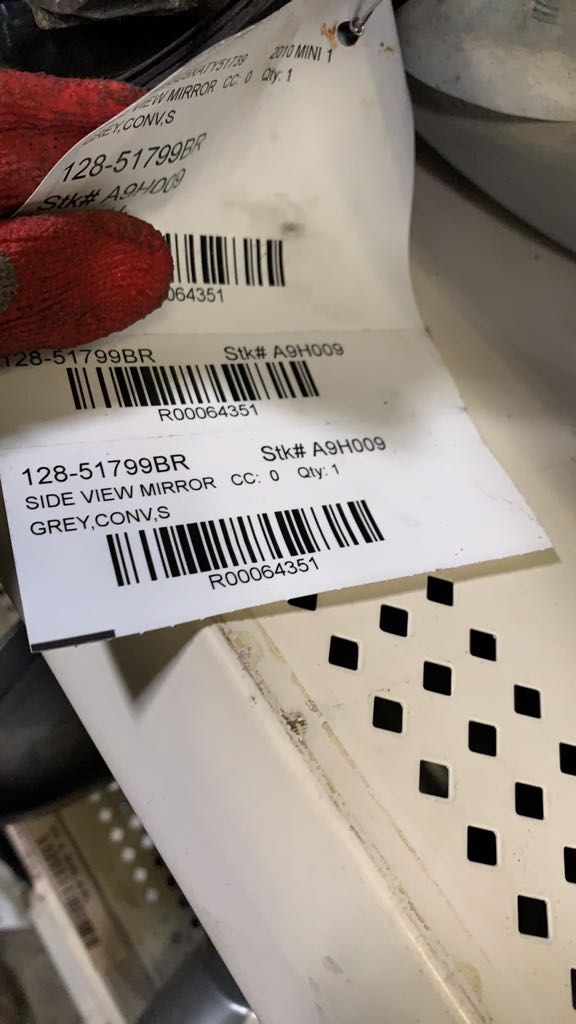 2010 MINI 1
VIEW MIRROR CC: 0 Qty: 1
GREY,CONV,S
128-51799BR
Stk# A9H009
064351
128-51799BR Stk# A9H009
R00064351
128-51799BR Stk# A9H009
SIDE VIEW MIRROR CC: 0 Qty: 1
GREY,CONV,S
R00064351